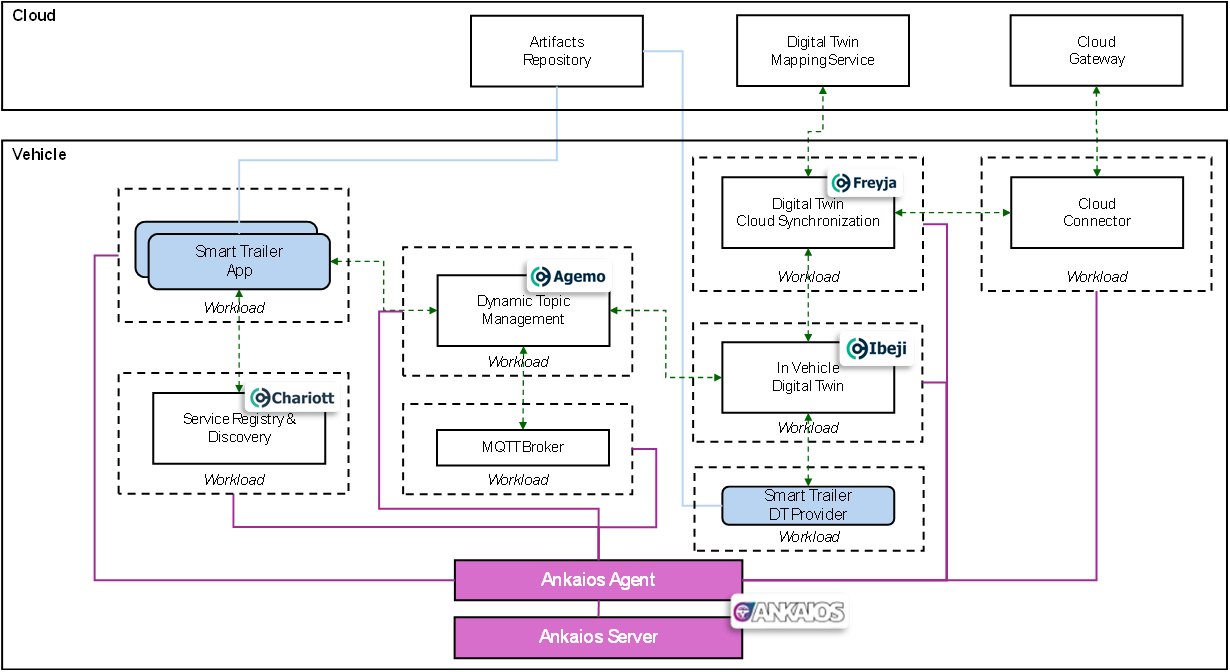 Cloud
Artifacts
Repository
Digital Twin
Mapping Service
Cloud
Gateway
Vehicle
Freyja
Digital Twin
Cloud Synchronization
Workload
Cloud
Connector
Workload
Smart Trailer
App
Workload
Agemo
Dynamic Topic
Management
Workload
Ibeji
In Vehicle
Digital Twin
Workload
Chariott
Service Registry &
Discovery
Workload
MQTT Broker
Workload
Smart Trailer
DT Provider
Workload
Ankaios Agent
ANKAIOS
Ankaios Server